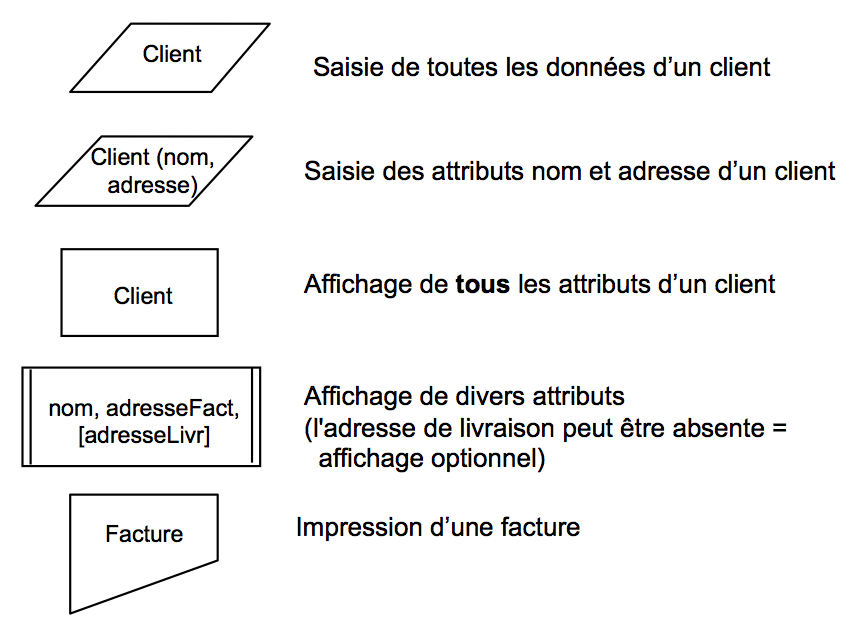 Client
Saisie de toutes les données d’un client
Client (nom,
adresse)
Saisie des attributs nom et adresse d’un client
Client
Affichage de tous les attributs d’un client
nom, adresseFact,
[adresseLivr]
Affichage de divers attributs
(l'adresse de livraison peut être absente =
affichage optionnel)
Facture
Impression d’une facture